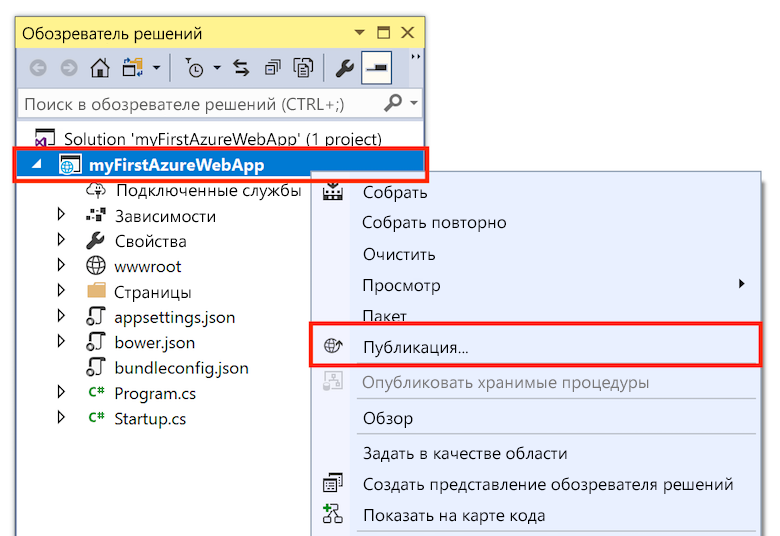 Обозреватель решений
Поиск в обозревателе решений (CTRL+;)
Solution 'myFirstAzureWebApp' (1 project)
myFirstAzureWebApp
Подключенные службы
Зависимости
Свойства
wwwroot
Страницы
appsettings.json
bower.json
bundleconfig.json
C# Program.cs
C# Startup.cs
Собрать
Собрать повторно
Очистить
Просмотр
Пакет
Публикация...
Опубликовать хранимые процедуры
Обзор
Задать в качестве области
Создать представление обозревателя решений
Показать на карте кода